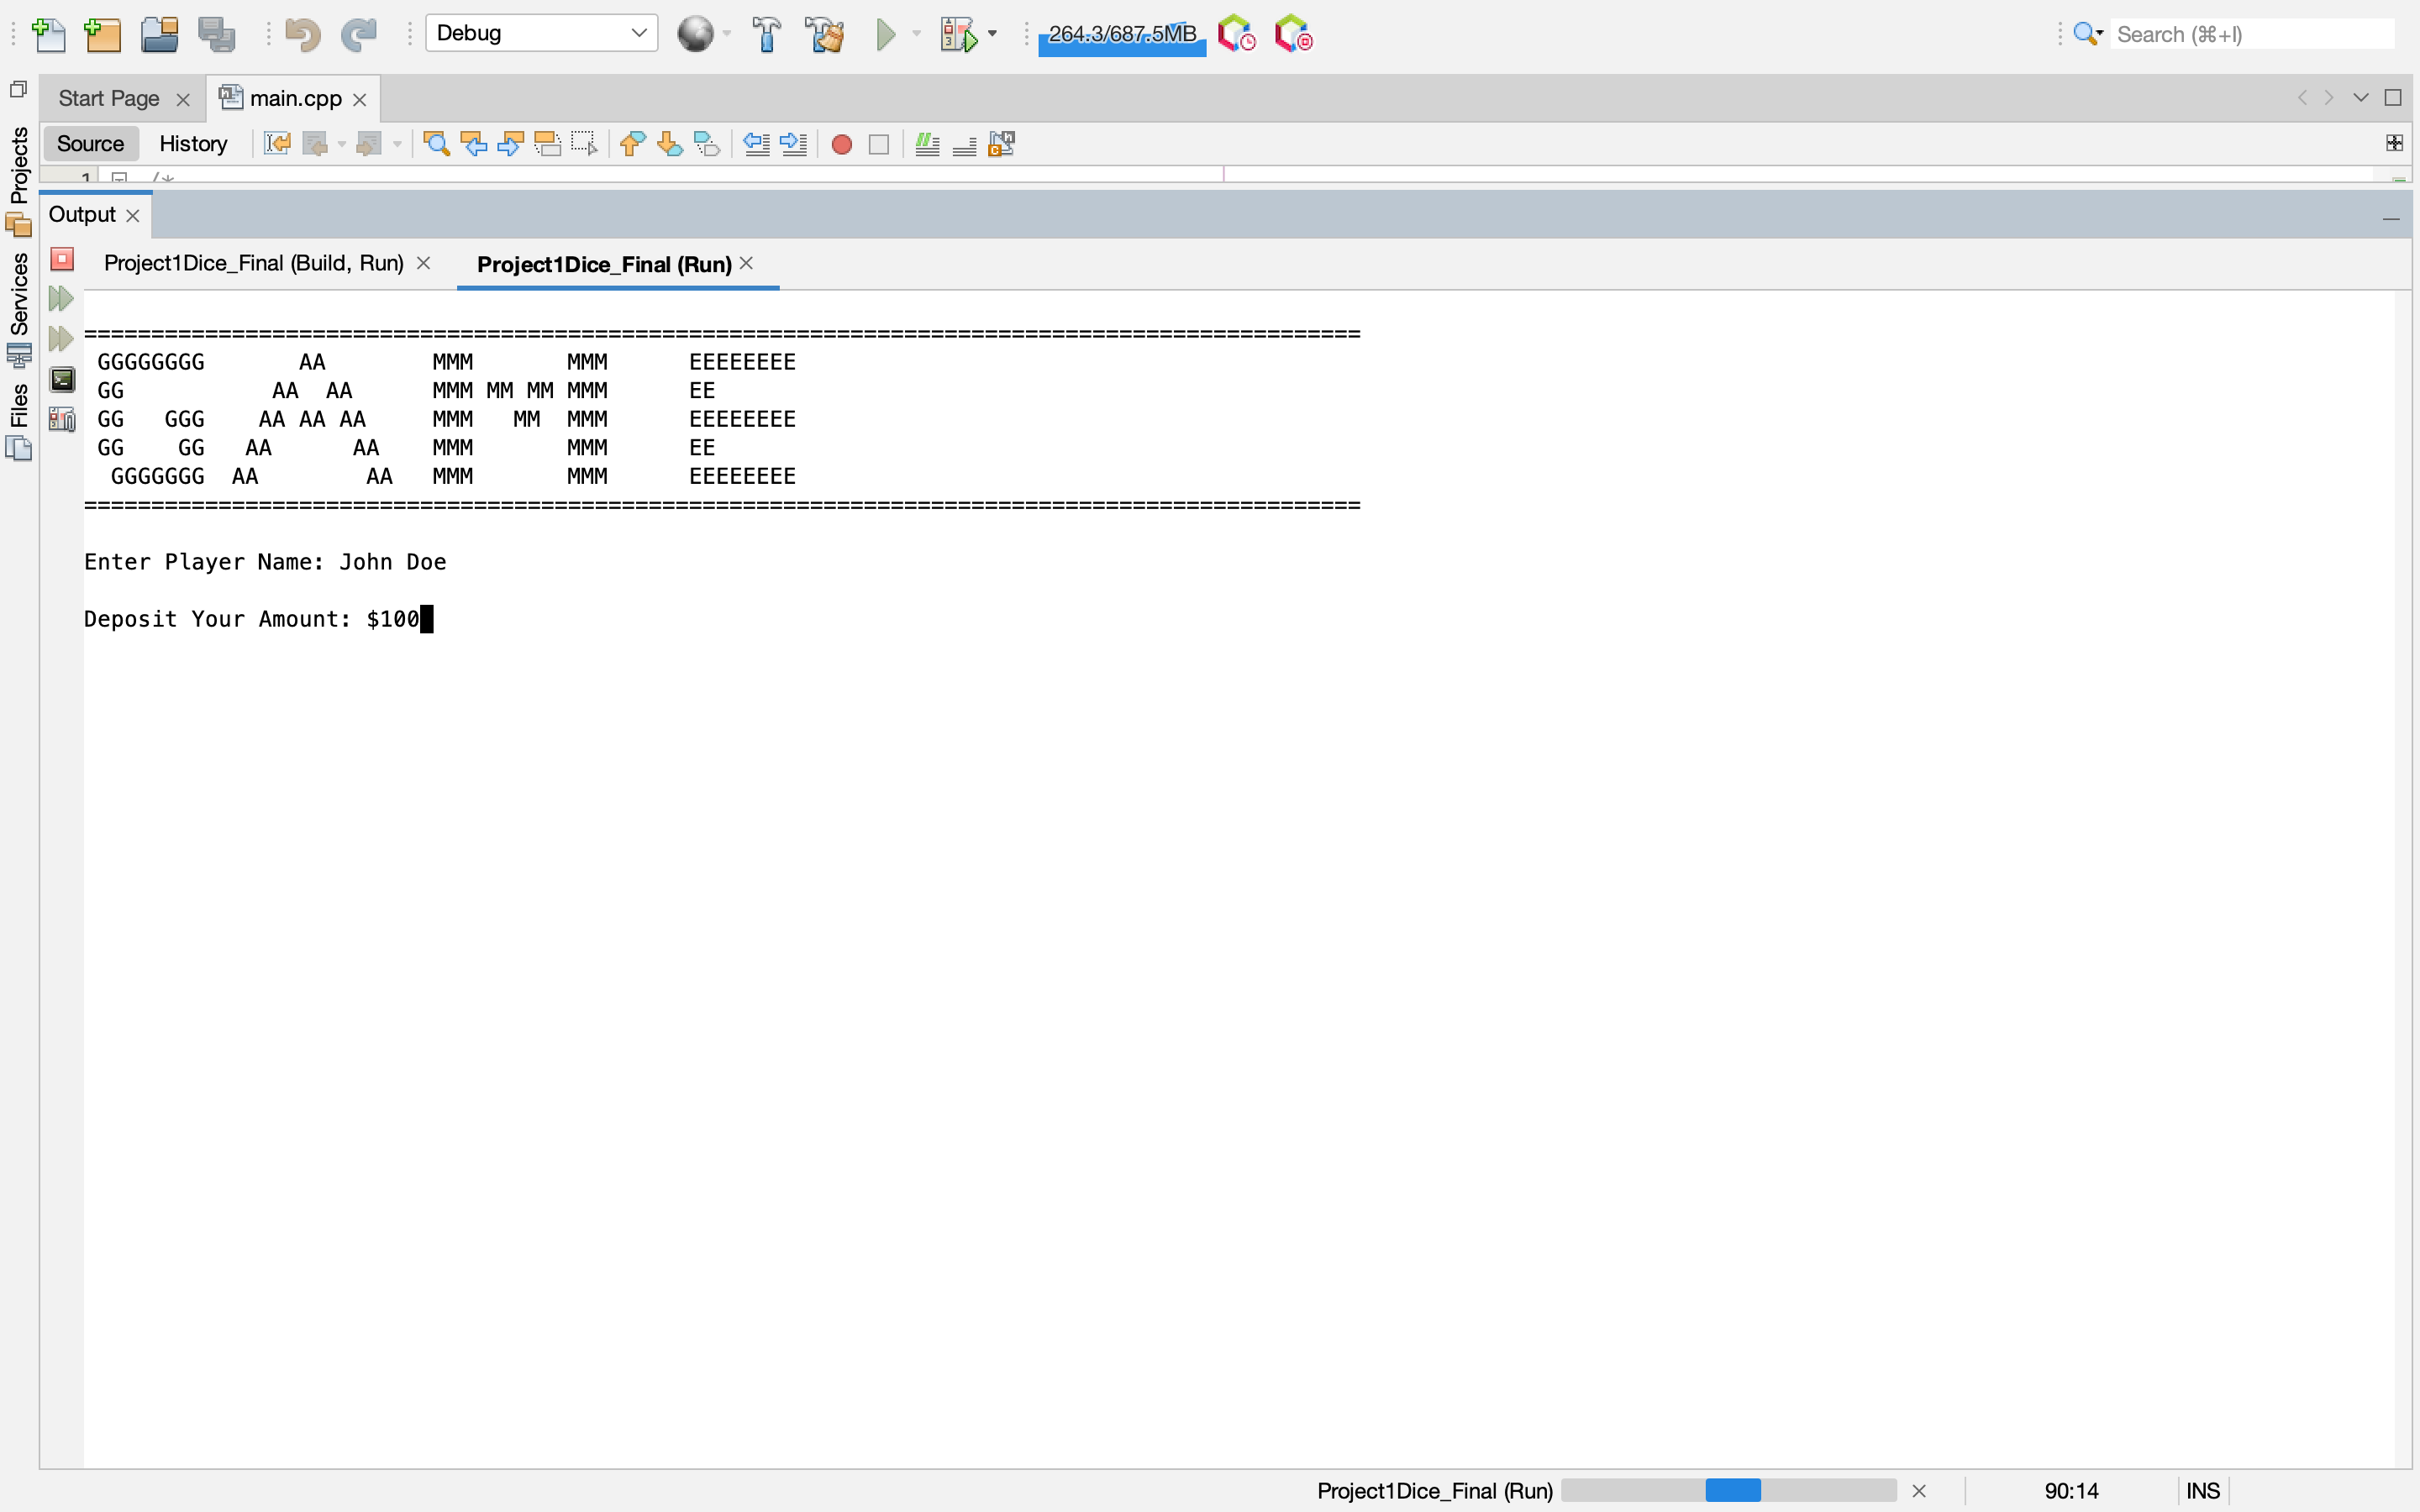 Debug
264.3/687.5MB
Search (⌘+I)
Start Page
main.cpp
Source History
1 /*
Projects
Services
Files
Output
Project1Dice_Final (Build, Run)
Project1Dice_Final (Run)
===============================================================================================
 GGGGGGGG       AA        MMM       MMM      EEEEEEEE
 GG           AA  AA      MMM MM MM MMM      EE
 GG   GGG    AA AA AA     MMM   MM  MMM      EEEEEEEE
 GG    GG   AA      AA    MMM       MMM      EE
  GGGGGGG  AA        AA   MMM       MMM      EEEEEEEE
===============================================================================================
Enter Player Name: John Doe
Deposit Your Amount: $100
Project1Dice_Final (Run)
90:14
INS